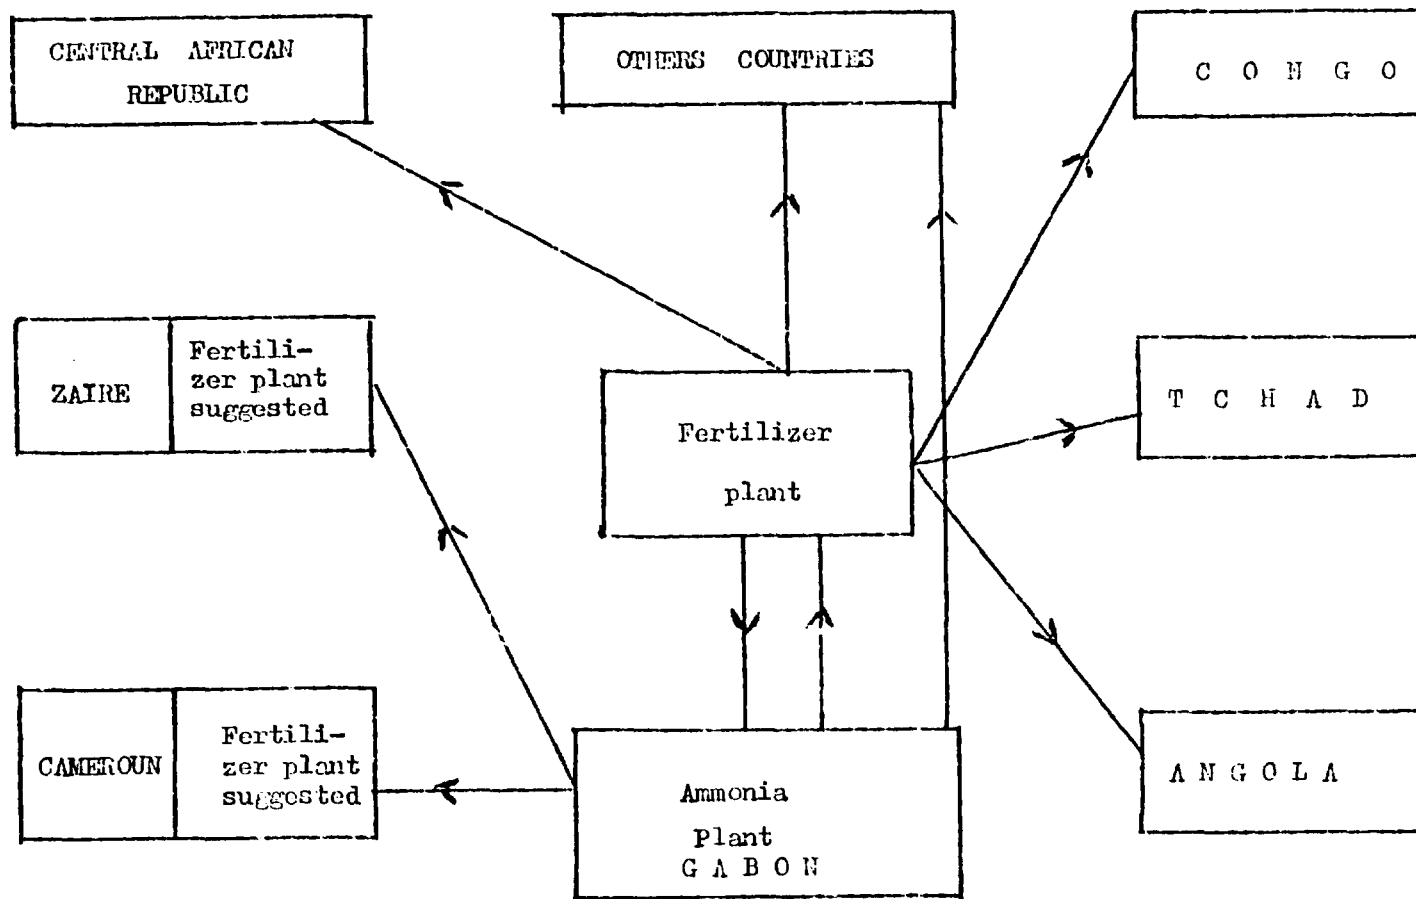 CENTRAL AFRICAN
REPUBLIC
OTHERS COUNTRIES
C O N G O
ZAIRE
Fertili-
zer plant
suggested
Fertilizer
plant
T C H A D
CAMEROUN
Fertili-
zer plant
suggested
Ammonia
Plant
G A B O N
A N G O L A